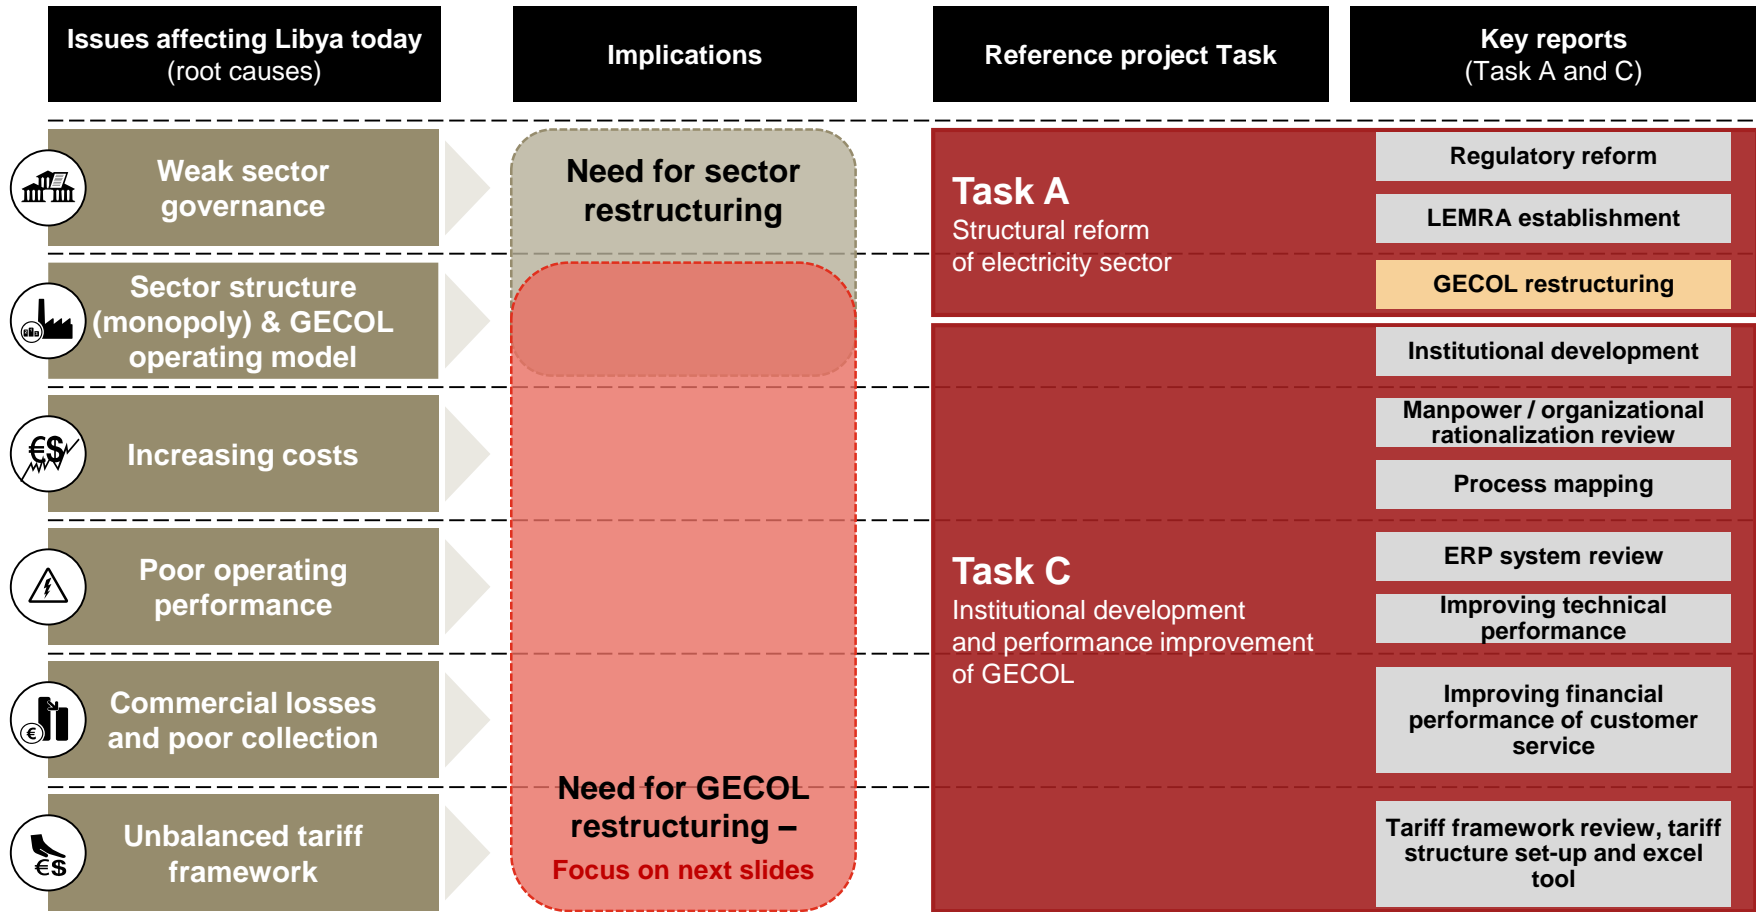 Issues affecting Libya today
(root causes)
Implications
Reference project Task
Key reports
(Task A and C)
Weak sector
governance
Sector structure
(monopoly) & GECOL
operating model
€$
Increasing costs
Poor operating
performance
€
Commercial losses
and poor collection
€$
Unbalanced tariff
framework
Need for sector
restructuring
Need for GECOL
restructuring –
Focus on next slides
Task A
Structural reform
of electricity sector
Task C
Institutional development
and performance improvement
of GECOL
Regulatory reform
LEMRA establishment
GECOL restructuring
Institutional development
Manpower / organizational
rationalization review
Process mapping
ERP system review
Improving technical
performance
Improving financial
performance of customer
service
Tariff framework review, tariff
structure set-up and excel
tool